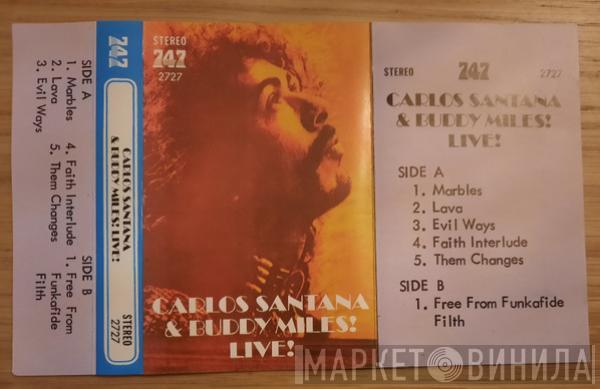 SIDE A
1. Marbles
2. Lava
3. Evil Ways
4. Faith Interlude
5. Them Changes
SIDE B
1. Free From
Funkafide
Filth
747
CARLOS SANTANA
& BUDDY MILES! LIVE!
STEREO
2727
STEREO
747
2727
CARLOS SANTANA
& BUDDY MILES!
LIVE!
STEREO 747 2727
CARLOS SANTANA
& BUDDY MILES!
LIVE!
SIDE A
1. Marbles
2. Lava
3. Evil Ways
4. Faith Interlude
5. Them Changes
SIDE B
1. Free From Funkafide
Filth
МАРКЕТ ВИНИЛА